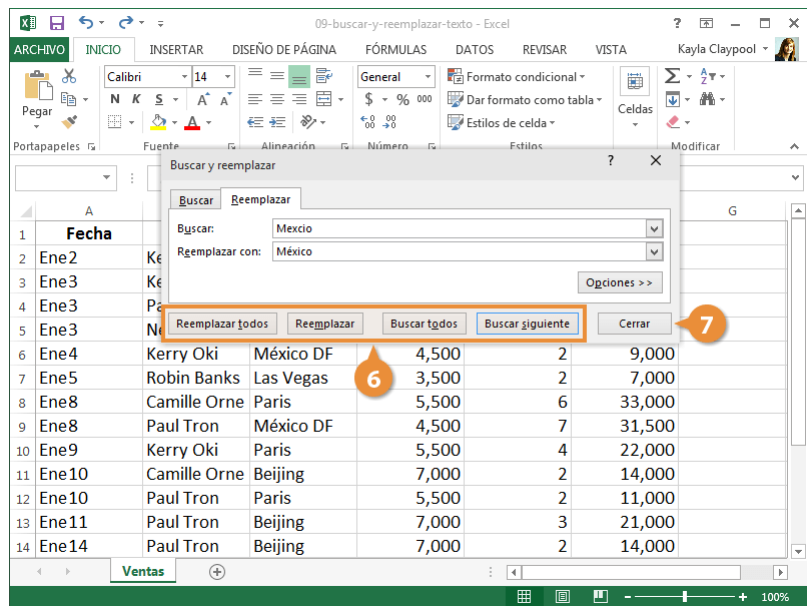 09-buscar-y-reemplazar-texto - Excel
ARCHIVO INICIO INSERTAR DISEÑO DE PÁGINA FÓRMULAS DATOS REVISAR VISTA Kayla Claypool
Calibri 14 General Formato condicional
Pegar N K S A A $ % 000 Dar formato como tabla Celdas
A Estilos de celda
Portapapeles Fuente Alineación Número Estilos Modificar
Buscar y reemplazar ? ×
Buscar Reemplazar
Buscar: Mexcio
Reemplazar con: México
Opciones >>
Reemplazar todos Reemplazar Buscar todos Buscar siguiente Cerrar 7
6
A G
1 Fecha
2 Ene2 Ke
3 Ene3 Ke
4 Ene3 Pa
5 Ene3 Ne
6 Ene4 Kerry Oki México DF 4,500 2 9,000
7 Ene5 Robin Banks Las Vegas 3,500 2 7,000
8 Ene8 Camille Orne Paris 5,500 6 33,000
9 Ene8 Paul Tron México DF 4,500 7 31,500
10 Ene9 Kerry Oki Paris 5,500 4 22,000
11 Ene10 Camille Orne Beijing 7,000 2 14,000
12 Ene10 Paul Tron Paris 5,500 2 11,000
13 Ene11 Paul Tron Beijing 7,000 3 21,000
14 Ene14 Paul Tron Beijing 7,000 2 14,000
Ventas
100%